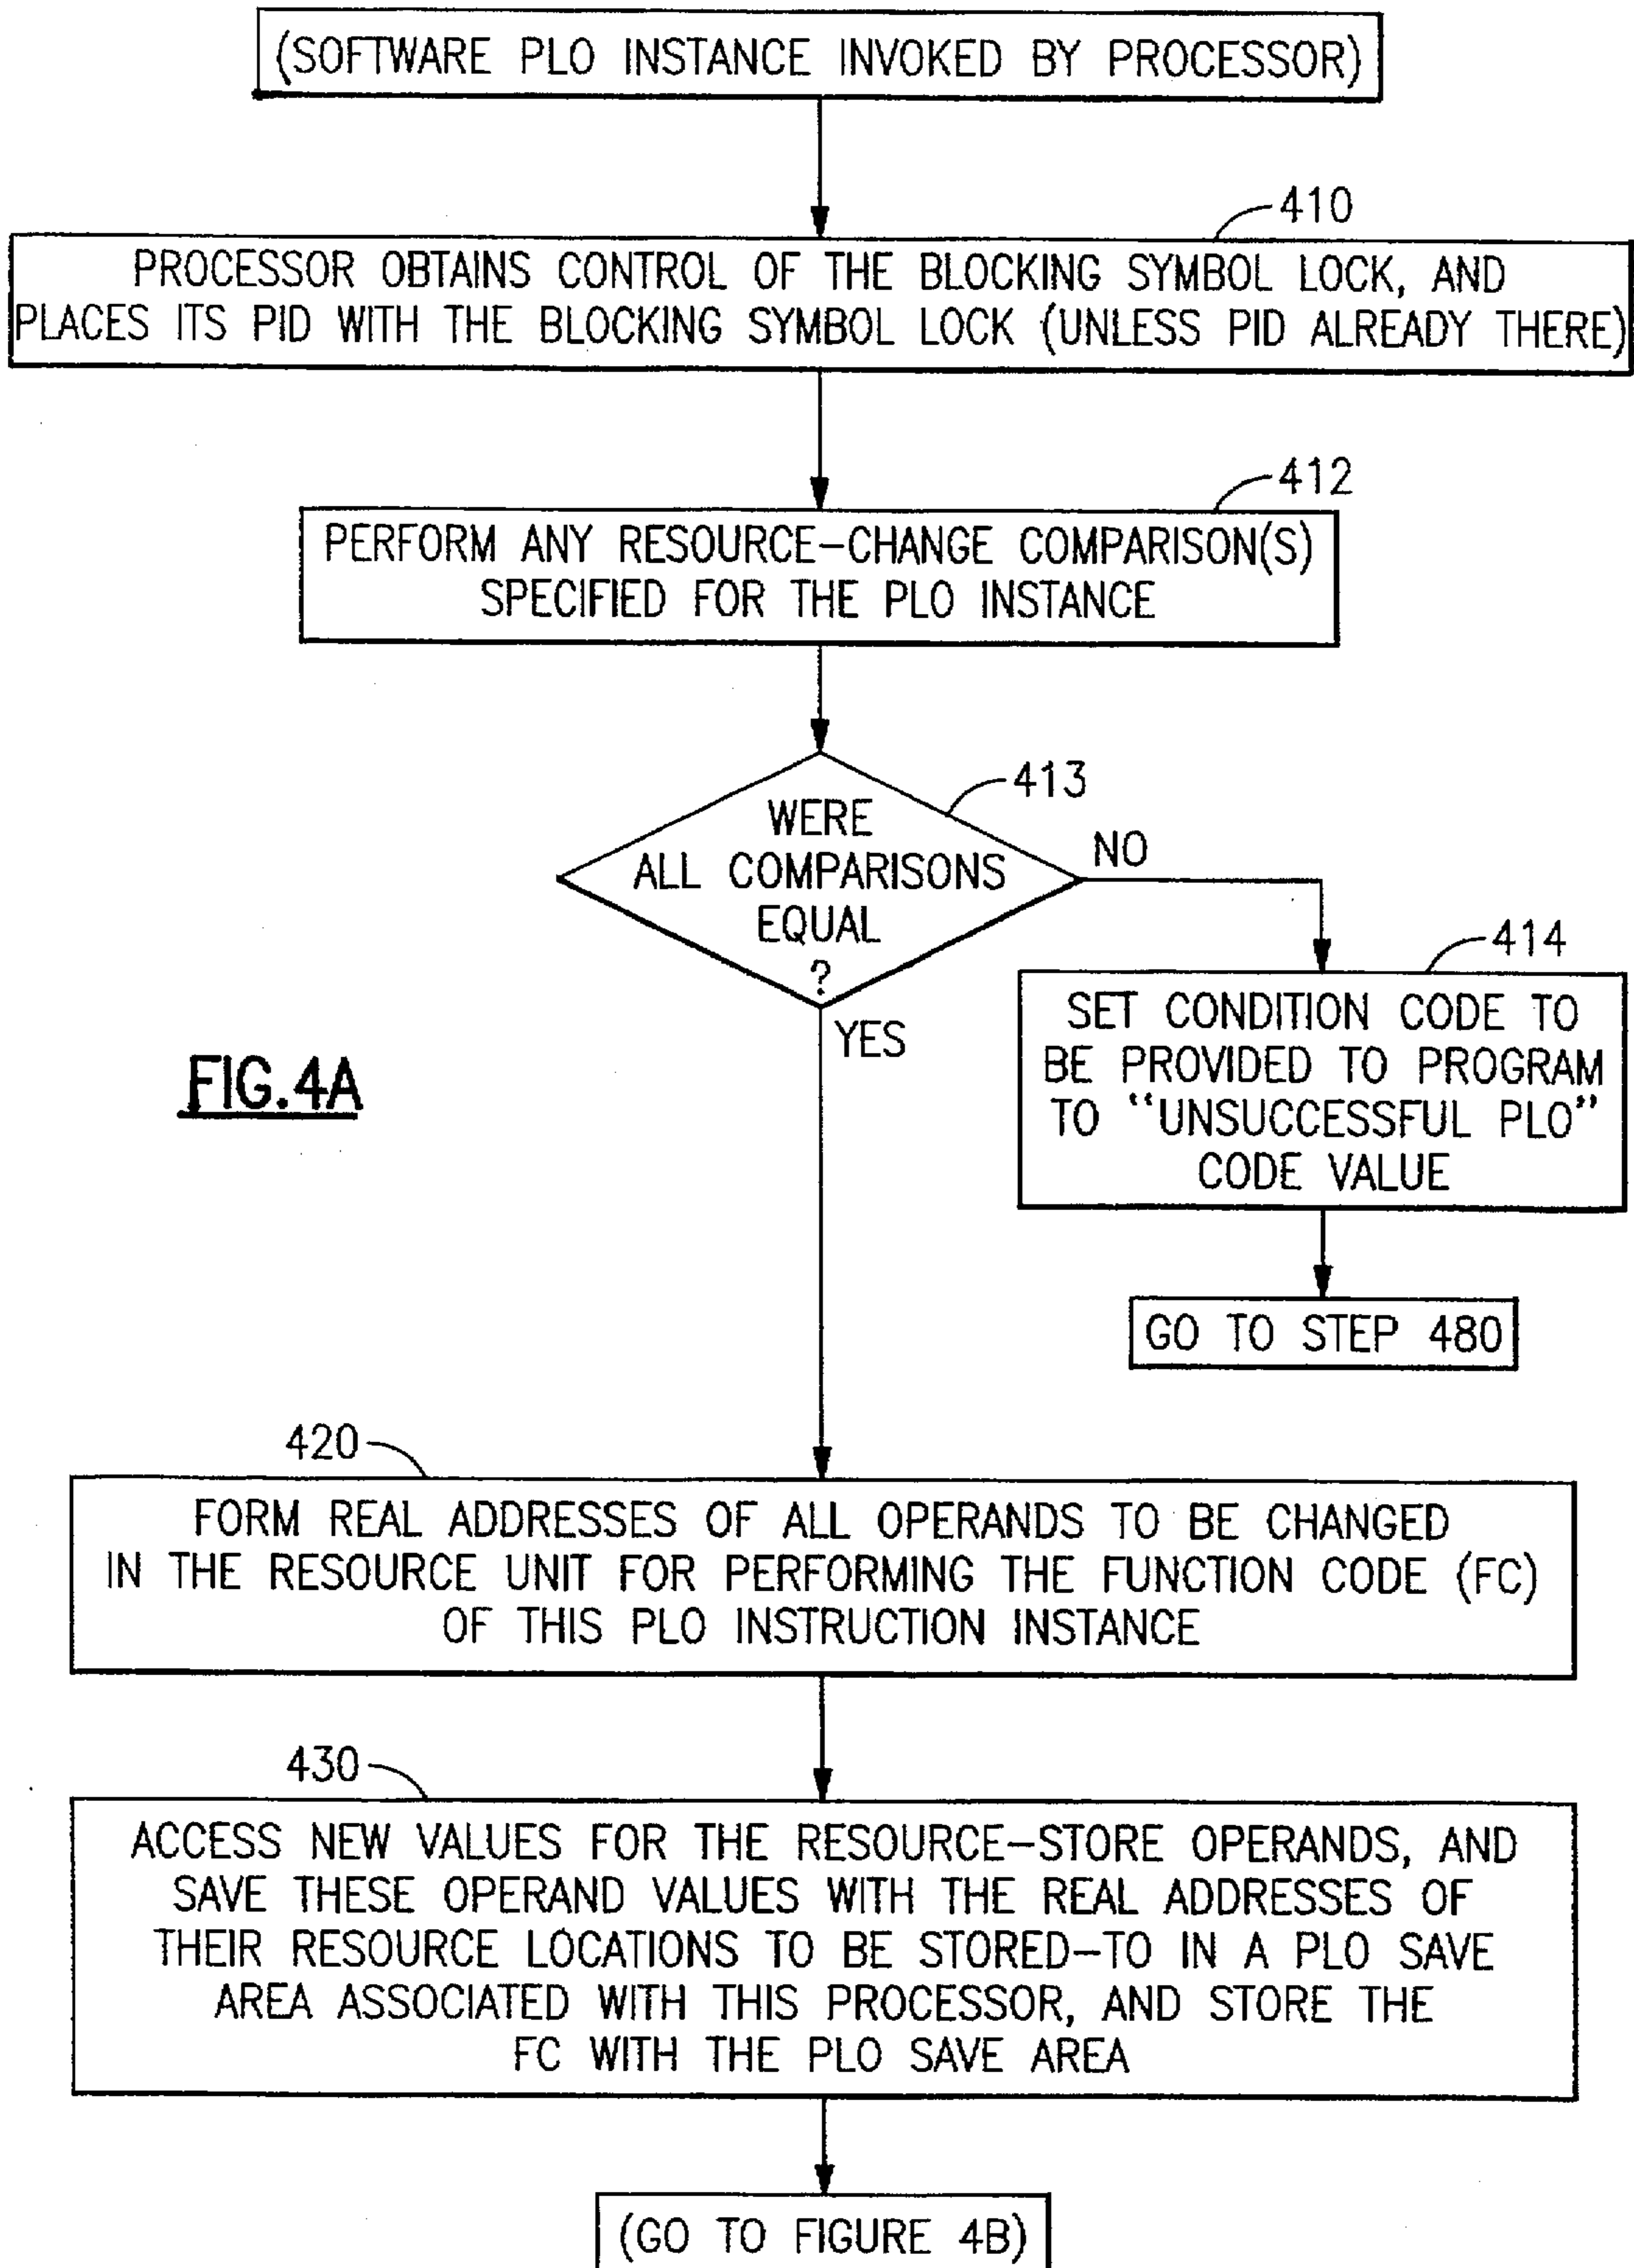 (SOFTWARE PLO INSTANCE INVOKED BY PROCESSOR)
410
PROCESSOR OBTAINS CONTROL OF THE BLOCKING SYMBOL LOCK, AND
PLACES ITS PID WITH THE BLOCKING SYMBOL LOCK (UNLESS PID ALREADY THERE)
412
PERFORM ANY RESOURCE-CHANGE COMPARISON(S)
SPECIFIED FOR THE PLO INSTANCE
413
WERE
ALL COMPARISONS
EQUAL
?
NO
YES
414
SET CONDITION CODE TO
BE PROVIDED TO PROGRAM
TO “UNSUCCESSFUL PLO”
CODE VALUE
FIG.4A
GO TO STEP 480
420
FORM REAL ADDRESSES OF ALL OPERANDS TO BE CHANGED
IN THE RESOURCE UNIT FOR PERFORMING THE FUNCTION CODE (FC)
OF THIS PLO INSTRUCTION INSTANCE
430
ACCESS NEW VALUES FOR THE RESOURCE-STORE OPERANDS, AND
SAVE THESE OPERAND VALUES WITH THE REAL ADDRESSES OF
THEIR RESOURCE LOCATIONS TO BE STORED-TO IN A PLO SAVE
AREA ASSOCIATED WITH THIS PROCESSOR, AND STORE THE
FC WITH THE PLO SAVE AREA
(GO TO FIGURE 4B)